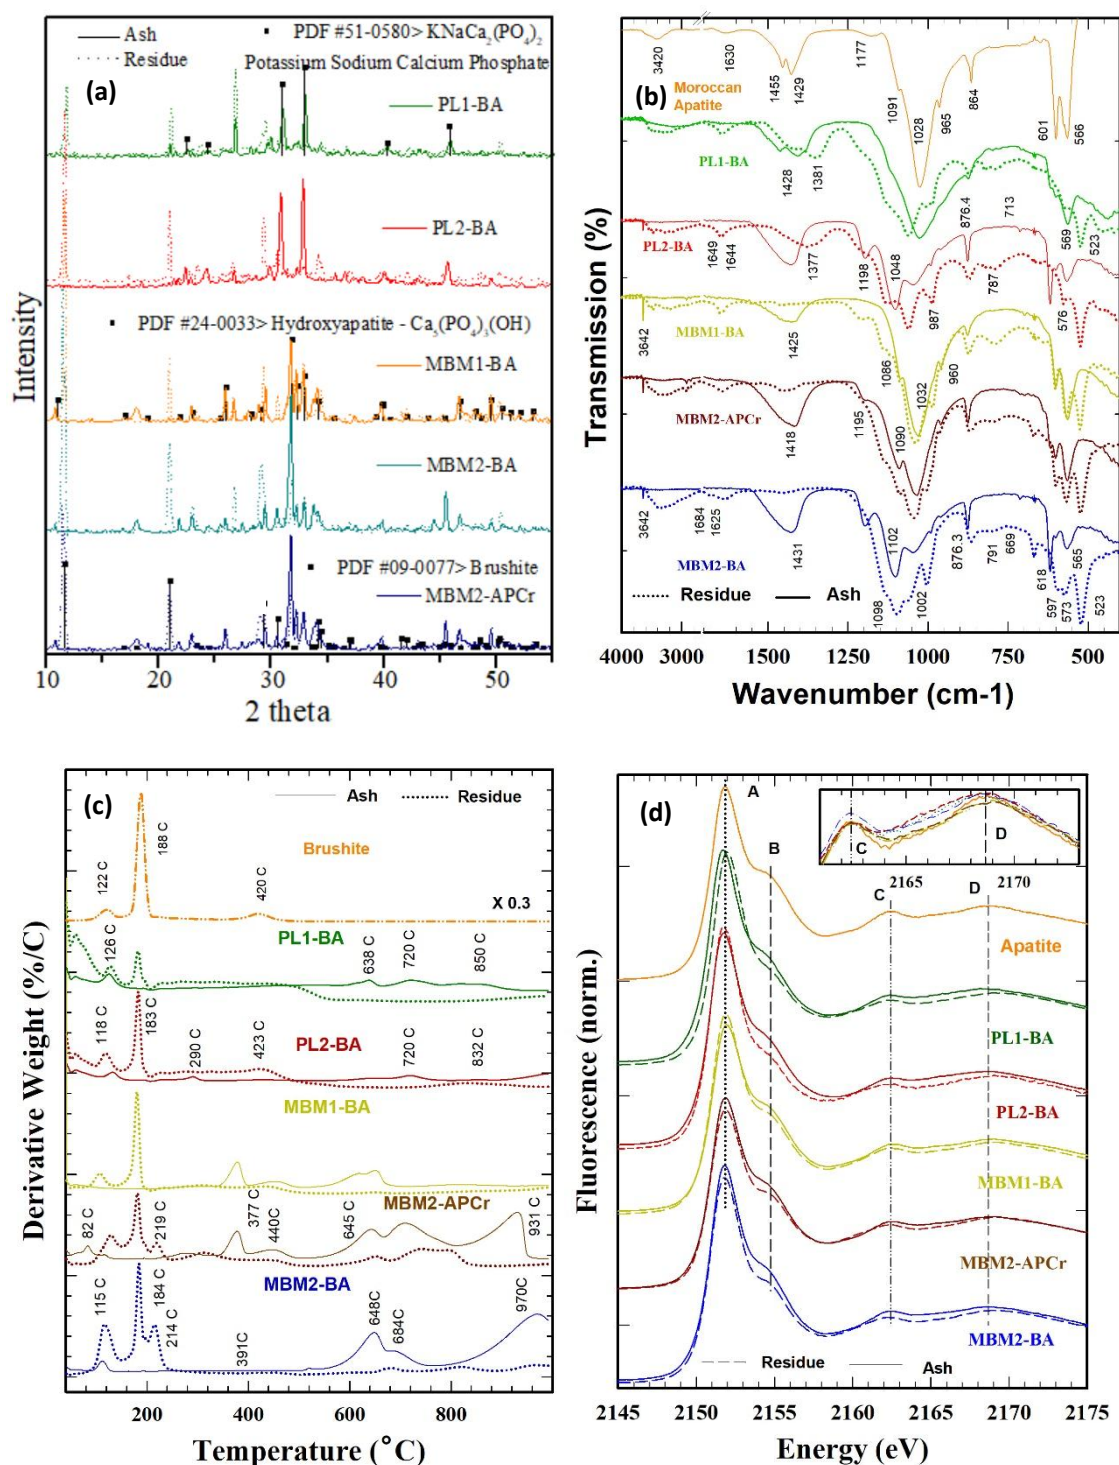 (a)
Ash
Residue
PDF #51-0580> KNaCa2(PO4)2
Potassium Sodium Calcium Phosphate
PL1-BA
PL2-BA
PDF #24-0033> Hydroxyapatite - Ca5(PO4)3(OH)
MBM1-BA
MBM2-BA
PDF #09-0077> Brushite
MBM2-APCr
Intensity
10 20 30 40 50
2 theta
(b)
3420 1630 1455 1429 1177 1091 1028 965 864 601 566
Moroccan
Apatite
PL1-BA
1428 1381 876.4 713 569 523
PL2-BA
1649 1644 1377 1198 1048 987 787 576
MBM1-BA
3642 1425 1086 1032 960
MBM2-APCr
1418 1195 1090
MBM2-BA
3642 1684 1625 1431 1102 876.3 791 669 618 565
1098 1002 597 573 523
Residue Ash
Transmission (%)
4000 3000 1500 1000 500
Wavenumber (cm-1)
(c)
Ash Residue
188 C
Brushite
122 C 420 C
X 0.3
PL1-BA
126 C 638 C 720 C 850 C
118 C 183 C 290 C 423 C 720 C 832 C
PL2-BA
MBM1-BA
MBM2-APCr
82 C 219 C 377 C 440C 645 C 931 C
MBM2-BA
115 C 184 C 214 C 391C 648C 684C 970C
Derivative Weight (%/C)
200 400 600 800
Temperature (°C)
(d)
A
B
C
D
C D
2165 2170
Apatite
PL1-BA
PL2-BA
MBM1-BA
MBM2-APCr
MBM2-BA
Residue Ash
Fluorescence (norm.)
2145 2150 2155 2160 2165 2170 2175
Energy (eV)